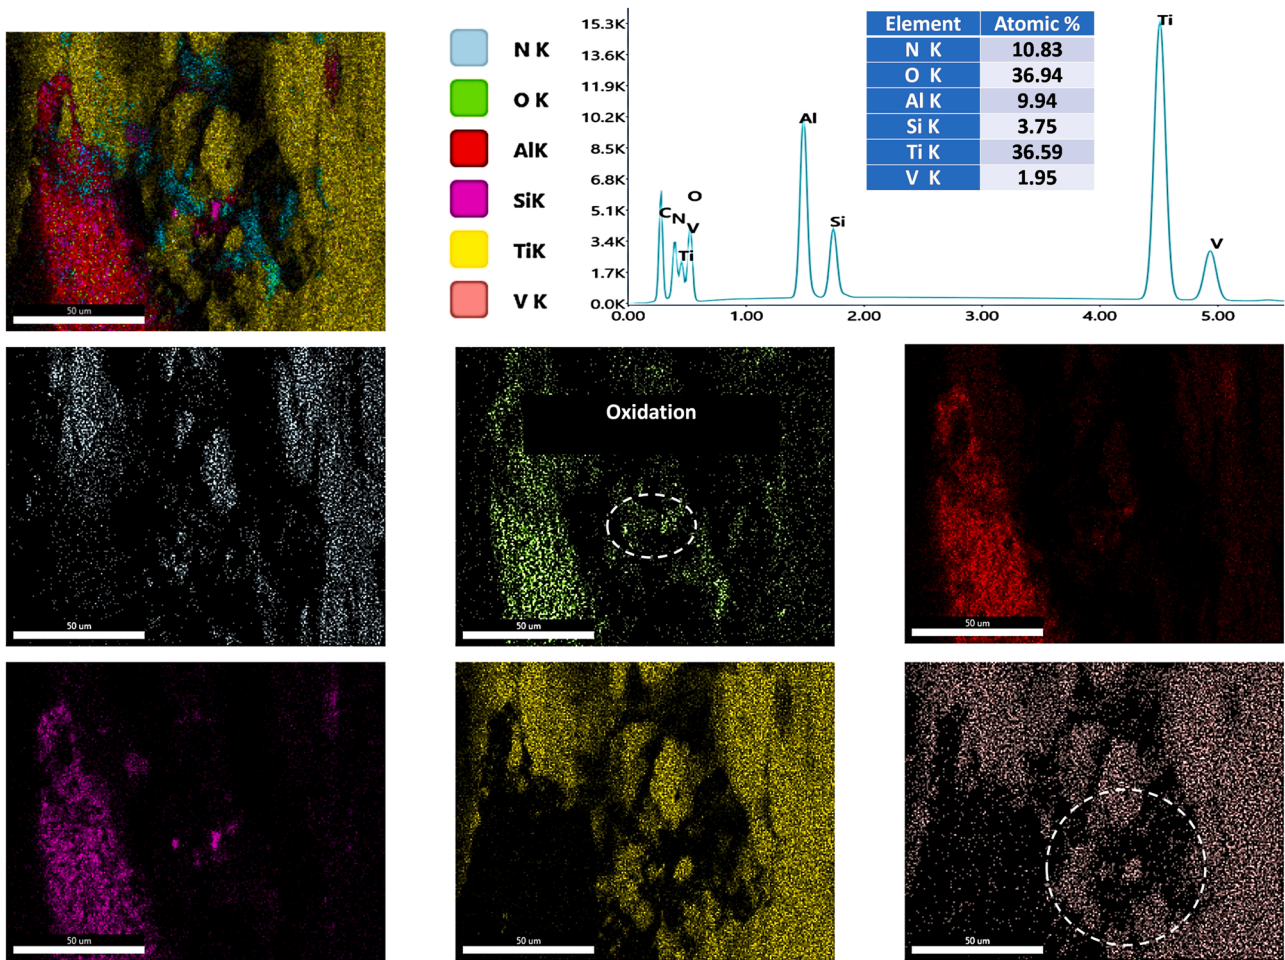 50 um
N K
O K
AlK
SiK
TiK
V K
15.3K
13.6K
11.9K
10.2K
8.5K
6.8K
5.1K
3.4K
1.7K
0.0K
C
N
Ti
O
V
Al
Si
Ti
V
0.00 1.00 2.00 3.00 4.00 5.00
Element Atomic %
N K 10.83
O K 36.94
Al K 9.94
Si K 3.75
Ti K 36.59
V K 1.95
50 um
Oxidation
50 um
50 um
50 um
50 um
50 um